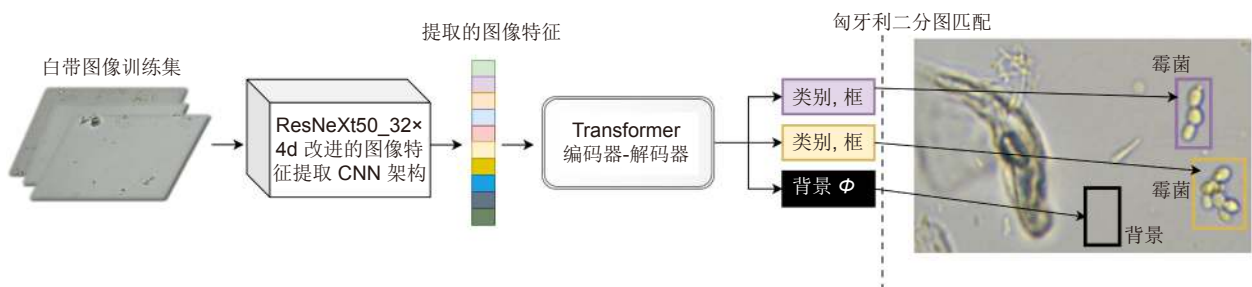 白带图像训练集
ResNeXt50_32×
4d 改进的图像特
征提取 CNN 架构
提取的图像特征
Transformer
编码器-解码器
类别, 框
类别, 框
背景 Φ
匈牙利二分图匹配
霉菌
霉菌
背景